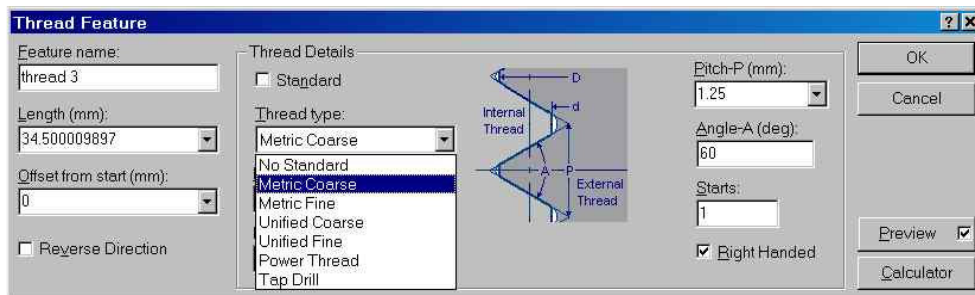 Thread Feature
Feature name:
thread 3
Length (mm):
34.500009897
Offset from start (mm):
0
Reverse Direction
Thread Details
Standard
Thread type:
Metric Coarse
No Standard
Metric Coarse
Metric Fine
Unified Coarse
Unified Fine
Power Thread
Tap Drill
D
Internal
Thread
d
A
P
External
Thread
Pitch-P (mm):
1.25
Angle-A (deg):
60
Starts:
1
Right Handed
OK
Cancel
Preview
Calculator